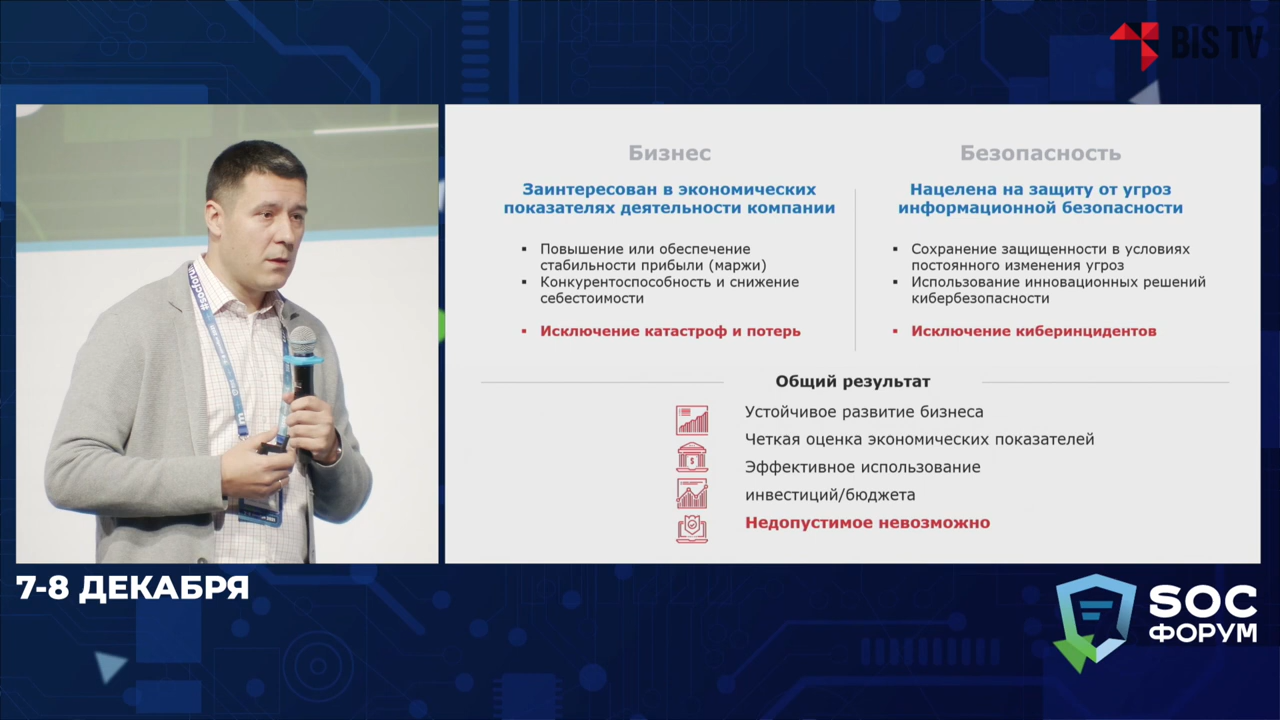 BIS TV
Бизнес
Заинтересован в экономических
показателях деятельности компании
▪ Повышение или обеспечение
стабильности прибыли (маржи)
▪ Конкурентоспособность и снижение
себестоимости
▪ Исключение катастроф и потерь
Безопасность
Нацелена на защиту от угроз
информационной безопасности
▪ Сохранение защищенности в условиях
постоянного изменения угроз
▪ Использование инновационных решений
кибербезопасности
▪ Исключение киберинцидентов
Общий результат
Устойчивое развитие бизнеса
Четкая оценка экономических показателей
Эффективное использование
инвестиций/бюджета
Недопустимое невозможно
7-8 ДЕКАБРЯ
SOC
ФОРУМ